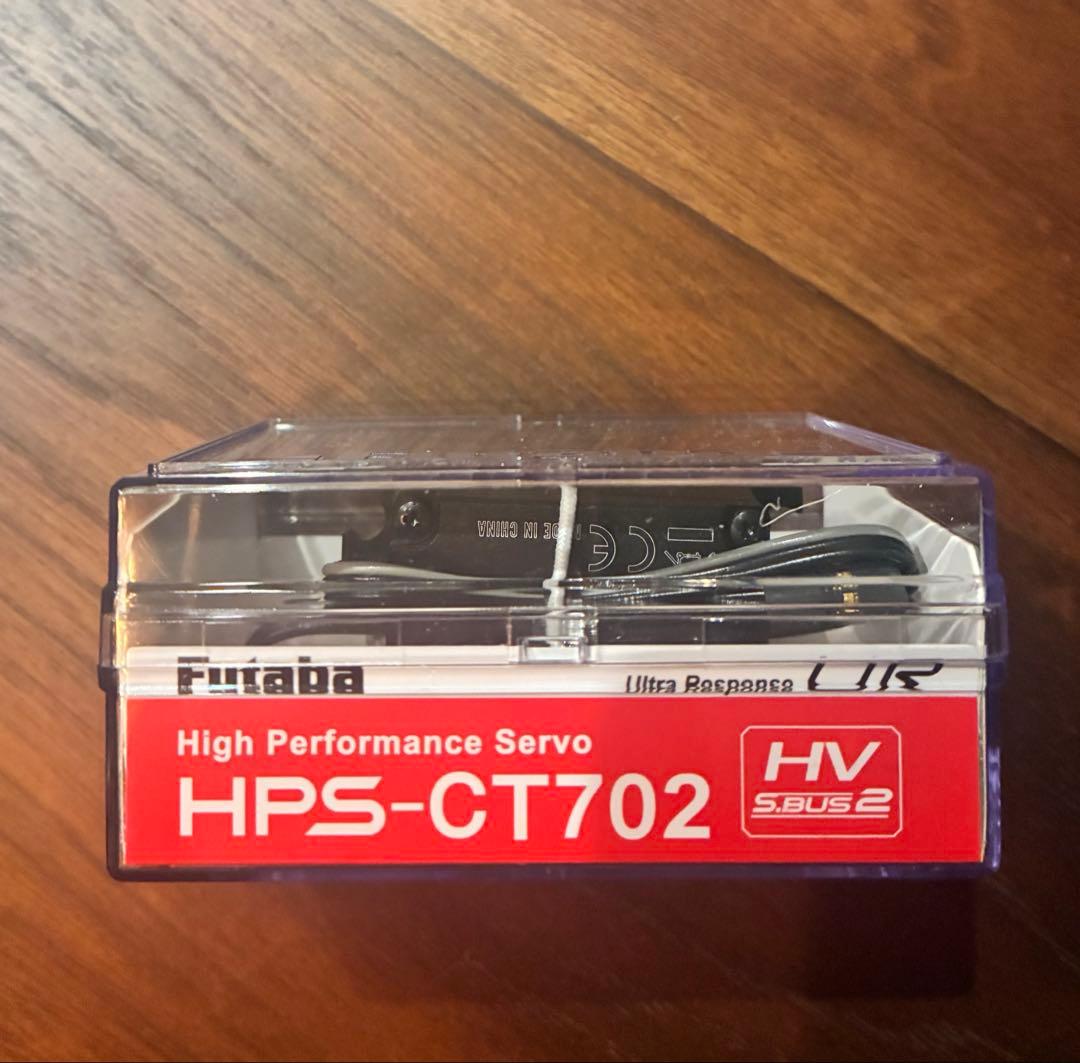 MADE IN CHINA
CE
Futaba
Ultra Response UR
High Performance Servo
HPS-CT702
HV
S.BUS2